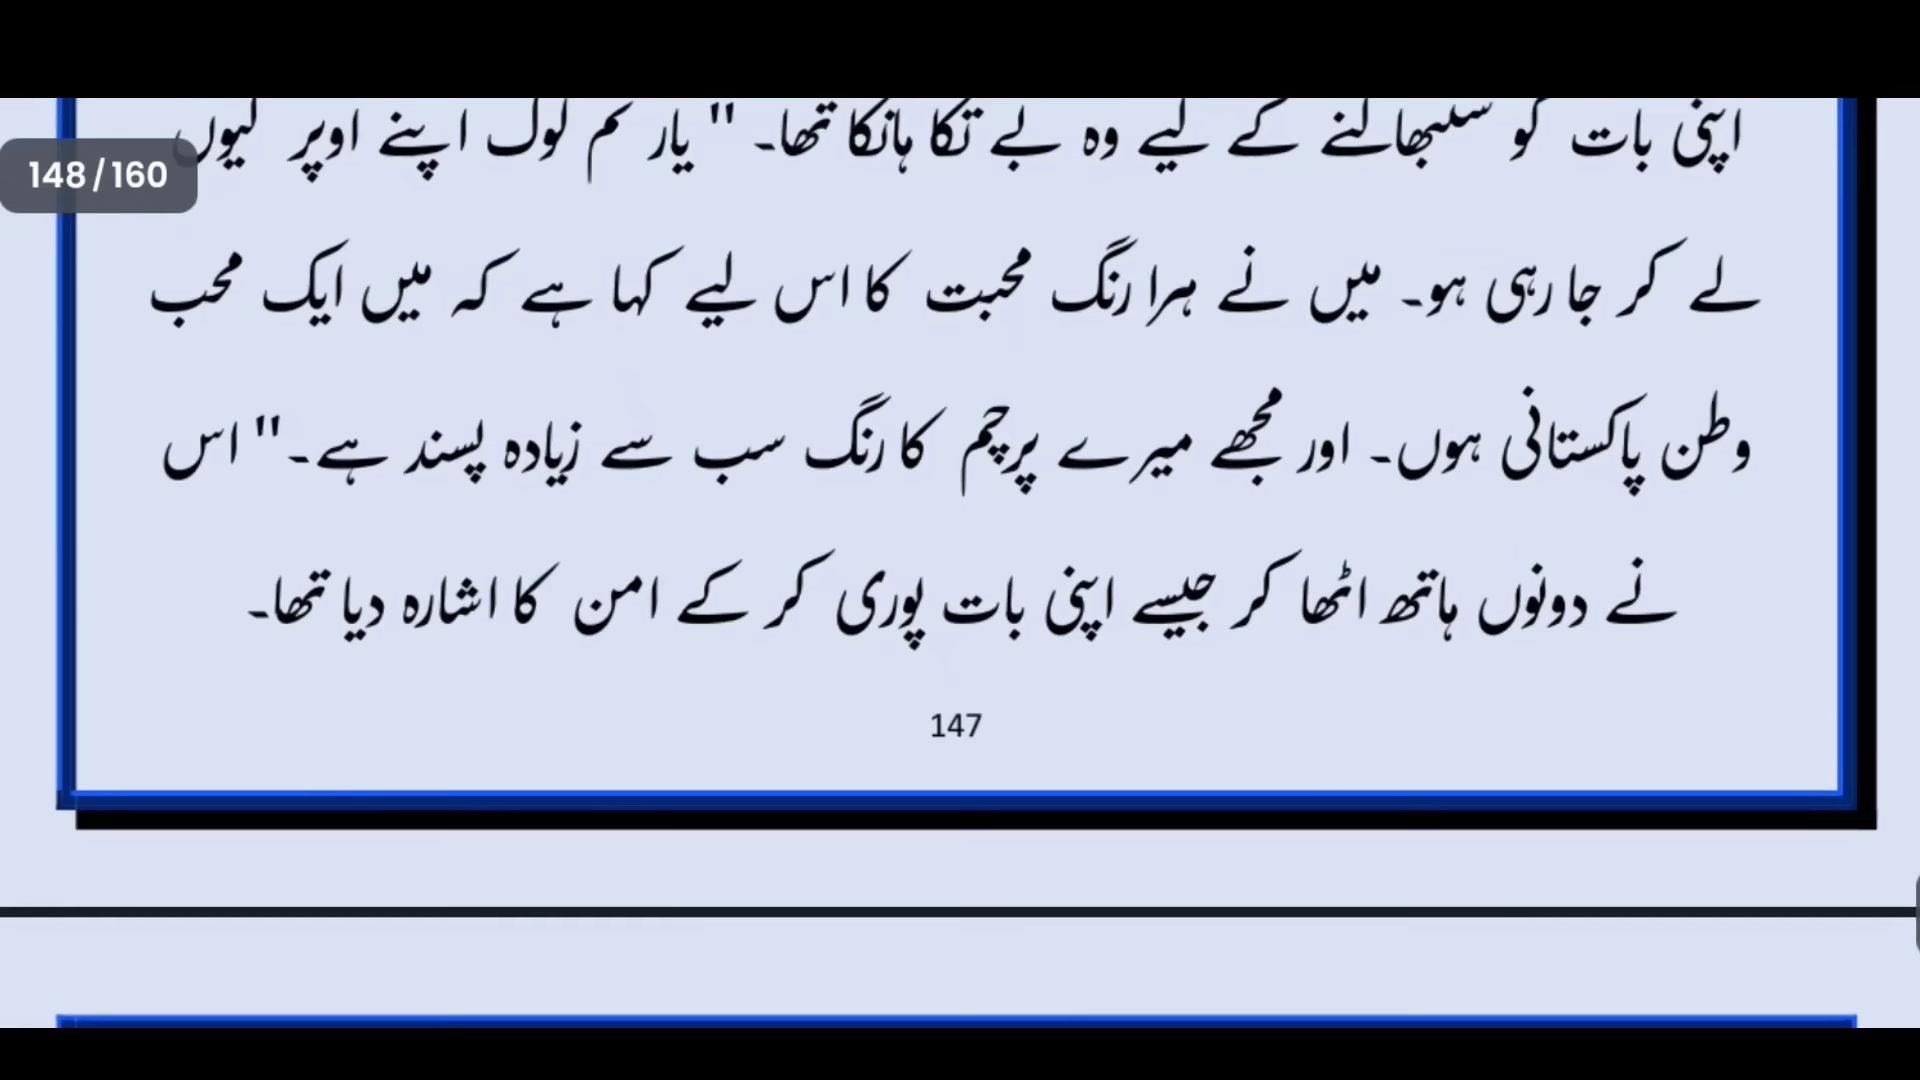 اپنی بات کو سنبھالنے کے لیے وہ بے تکا ہانکا تھا۔ "یار تم لوگ اپنے اوپر کیوں
148/160
لے کر جا رہی ہو۔ میں نے ہرا رنگ محبت کا اس لیے کہا ہے کہ میں ایک محب
وطن پاکستانی ہوں۔ اور مجھے میرے پرچم کا رنگ سب سے زیادہ پسند ہے۔" اس
نے دونوں ہاتھ اٹھا کر جیسے اپنی بات پوری کر کے امن کا اشارہ دیا تھا۔
147